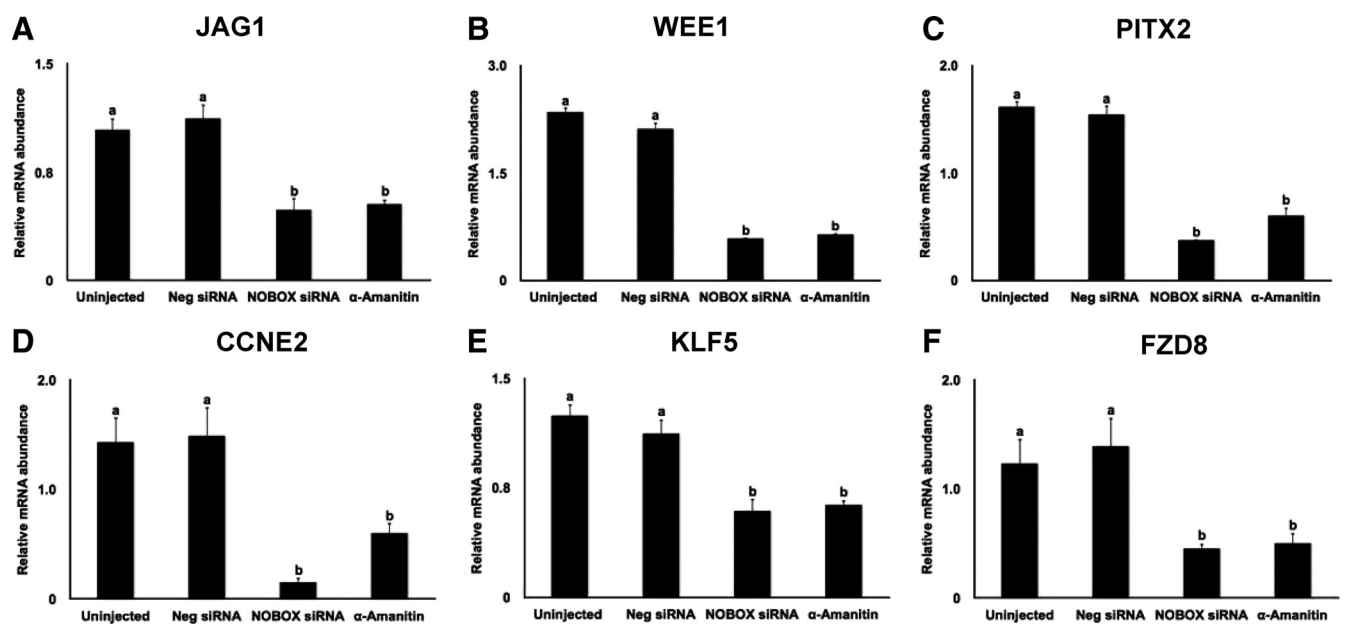 A JAG1
1.5
0.8
0
Relative mRNA abundance
a a b b
Uninjected Neg siRNA NOBOX siRNA α-Amanitin
B WEE1
3.0
1.5
0
Relative mRNA abundance
a a b b
Uninjected Neg siRNA NOBOX siRNA α-Amanitin
C PITX2
2.0
1.0
0
Relative mRNA abundance
a a b b
Uninjected Neg siRNA NOBOX siRNA α-Amanitin
D CCNE2
2.0
1.0
0
Relative mRNA abundance
a a b b
Uninjected Neg siRNA NOBOX siRNA α-Amanitin
E KLF5
1.5
0.8
0
Relative mRNA abundance
a a b b
Uninjected Neg siRNA NOBOX siRNA α-Amanitin
F FZD8
2.0
1.0
0
Relative mRNA abundance
a a b b
Uninjected Neg siRNA NOBOX siRNA α-Amanitin